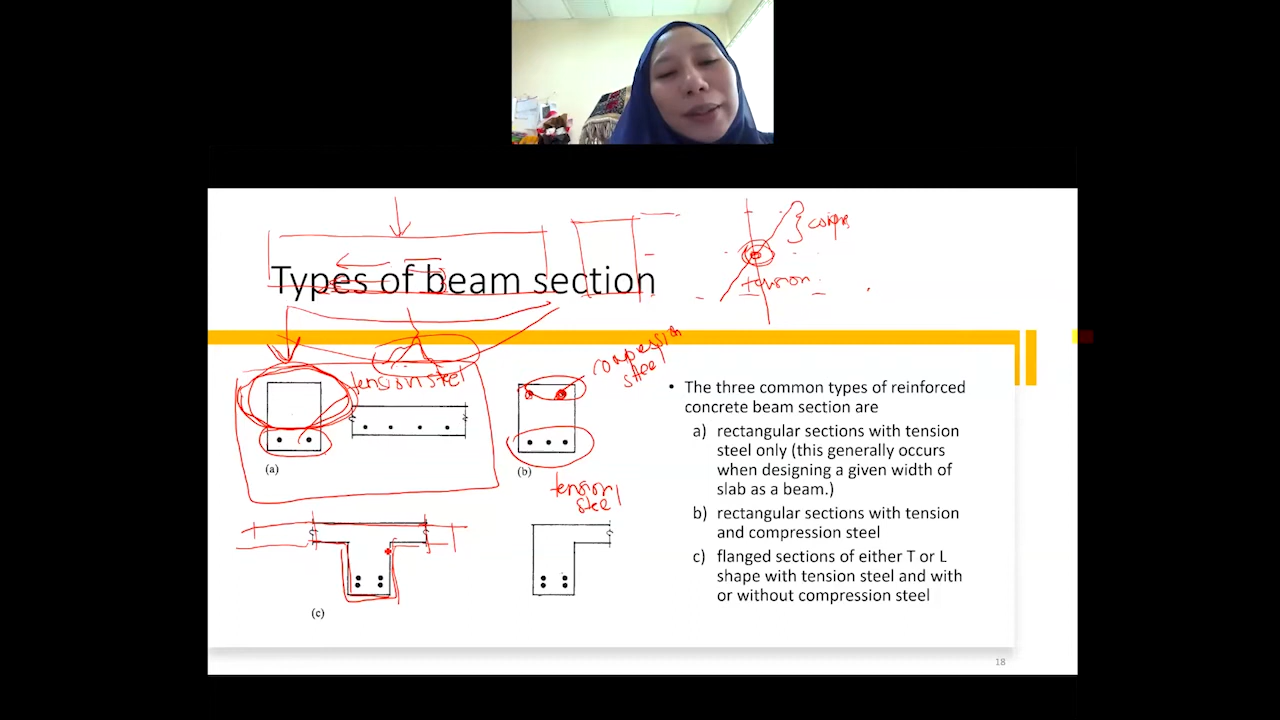 comp
tension
Types of beam section
compression
steel
tension steel
(a)
(b)
tension
steel
(c)
• The three common types of reinforced
concrete beam section are
a) rectangular sections with tension
steel only (this generally occurs
when designing a given width of
slab as a beam.)
b) rectangular sections with tension
and compression steel
c) flanged sections of either T or L
shape with tension steel and with
or without compression steel
18